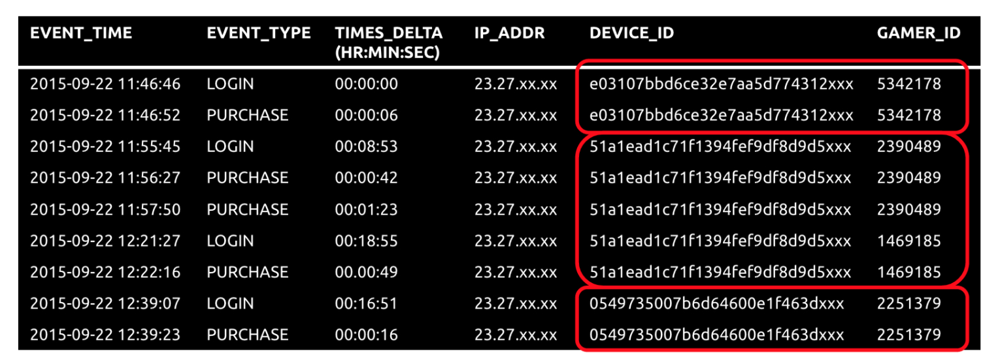 EVENT_TIME EVENT_TYPE TIMES_DELTA IP_ADDR DEVICE_ID GAMER_ID
(HR:MIN:SEC)
2015-09-22 11:46:46 LOGIN 00:00:00 23.27.xx.xx e03107bbd6ce32e7aa5d774312xxx 5342178
2015-09-22 11:46:52 PURCHASE 00:00:06 23.27.xx.xx e03107bbd6ce32e7aa5d774312xxx 5342178
2015-09-22 11:55:45 LOGIN 00:08:53 23.27.xx.xx 51a1ead1c71f1394fef9df8d9d5xxx 2390489
2015-09-22 11:56:27 PURCHASE 00:00:42 23.27.xx.xx 51a1ead1c71f1394fef9df8d9d5xxx 2390489
2015-09-22 11:57:50 PURCHASE 00:01:23 23.27.xx.xx 51a1ead1c71f1394fef9df8d9d5xxx 2390489
2015-09-22 12:21:27 LOGIN 00:18:55 23.27.xx.xx 51a1ead1c71f1394fef9df8d9d5xxx 1469185
2015-09-22 12:22:16 PURCHASE 00.00:49 23.27.xx.xx 51a1ead1c71f1394fef9df8d9d5xxx 1469185
2015-09-22 12:39:07 LOGIN 00:16:51 23.27.xx.xx 0549735007b6d64600e1f463dxxx 2251379
2015-09-22 12:39:23 PURCHASE 00:00:16 23.27.xx.xx 0549735007b6d64600e1f463dxxx 2251379